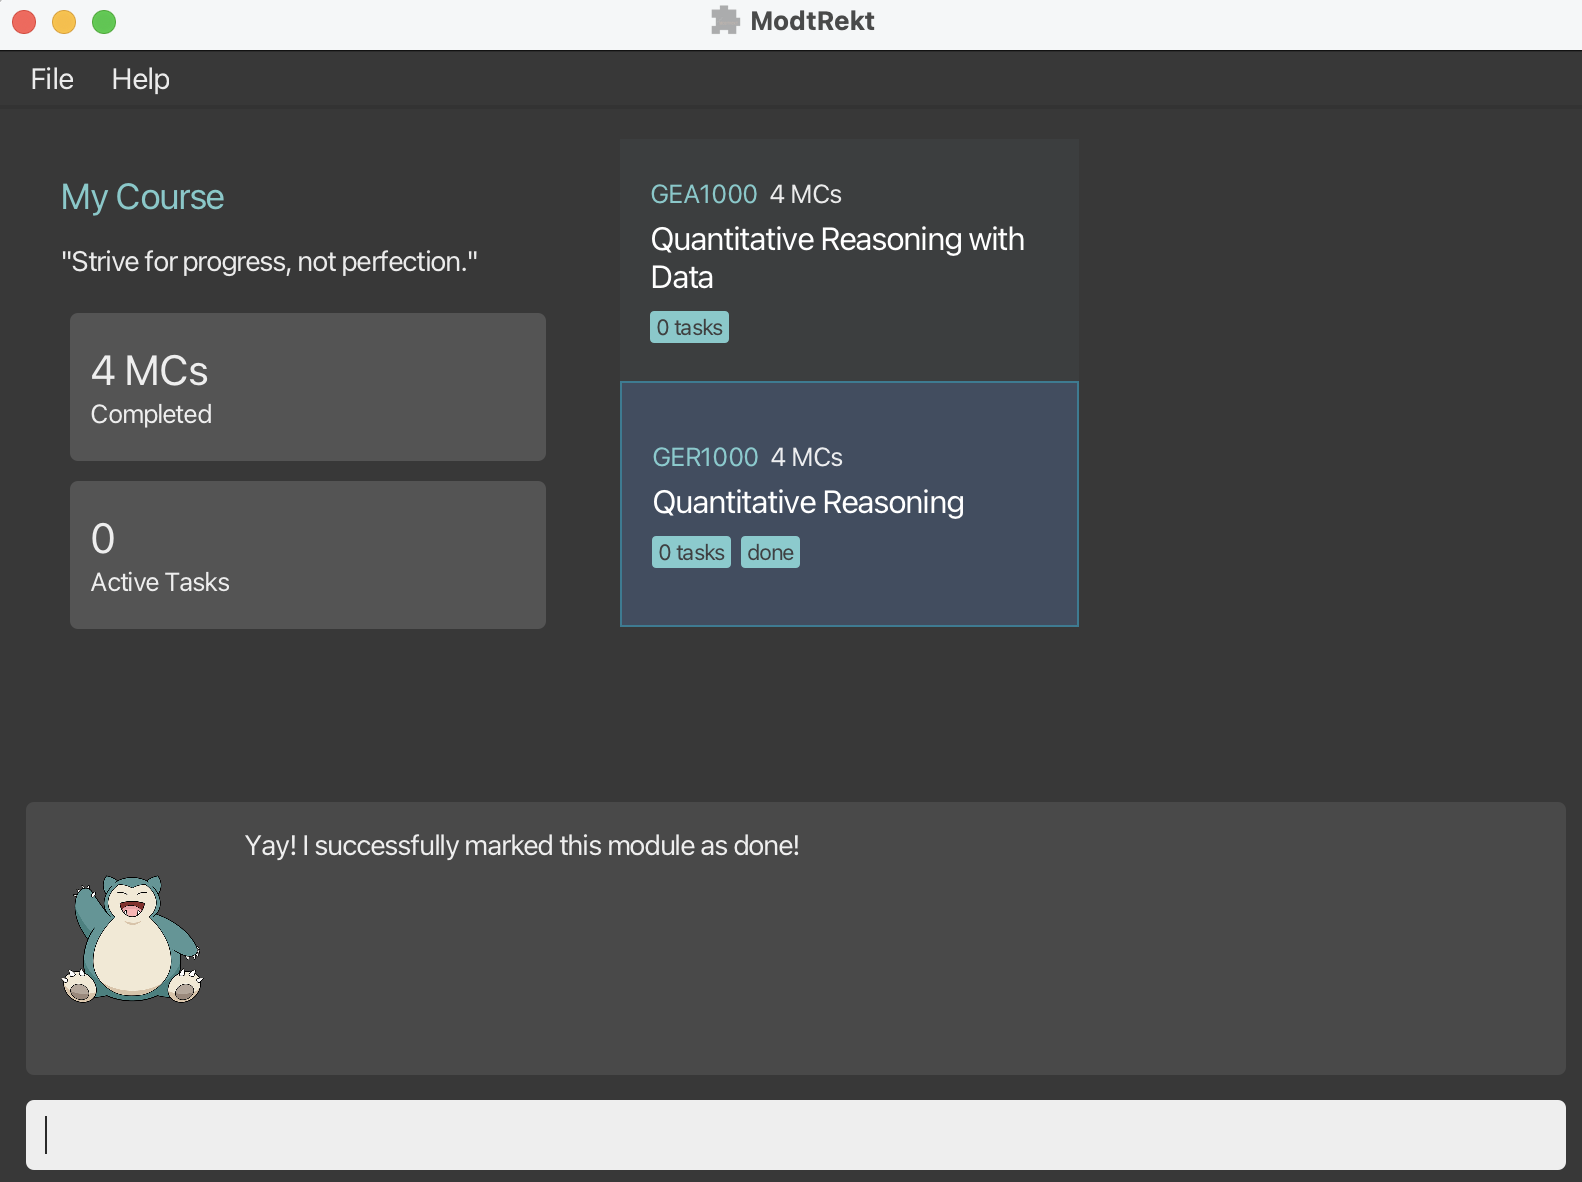 ModtRekt
File Help
My Course
"Strive for progress, not perfection."
4 MCs
Completed
0
Active Tasks
GEA1000 4 MCs
Quantitative Reasoning with
Data
0 tasks
GER1000 4 MCs
Quantitative Reasoning
0 tasks done
Yay! I successfully marked this module as done!